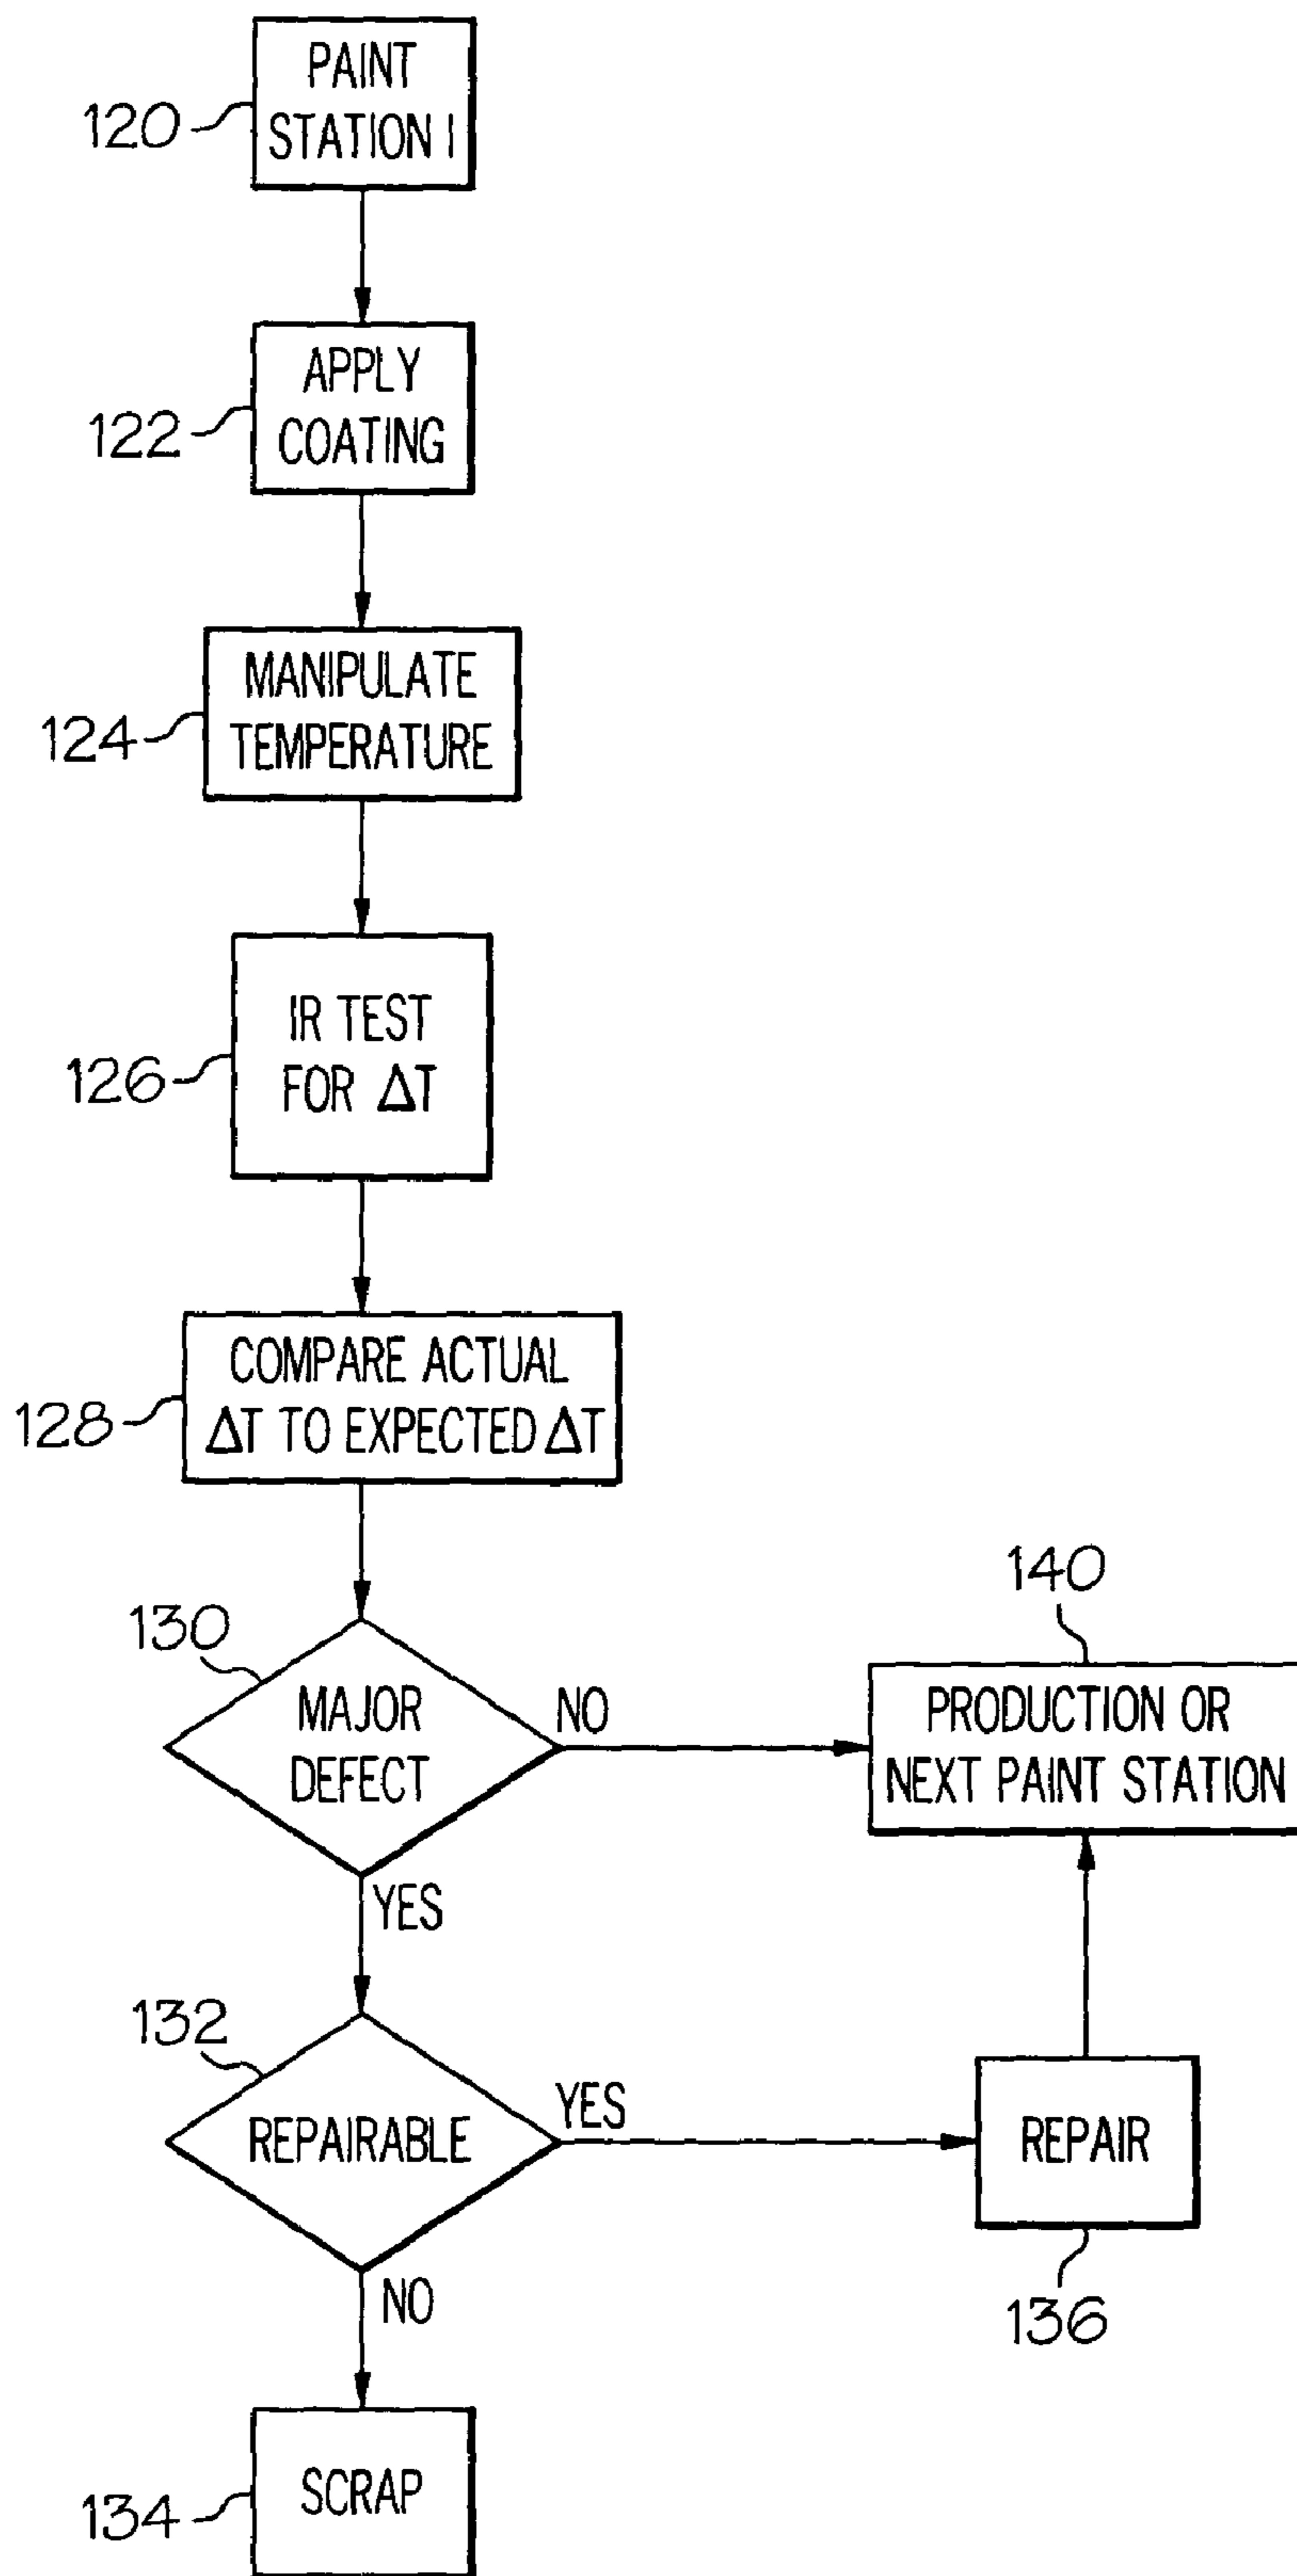 PAINT
STATION 1
120
APPLY
COATING
122
MANIPULATE
TEMPERATURE
124
IR TEST
FOR ΔT
126
COMPARE ACTUAL
ΔT TO EXPECTED ΔT
128
130
MAJOR
DEFECT
NO
140
PRODUCTION OR
NEXT PAINT STATION
YES
132
REPAIRABLE
YES
REPAIR
136
NO
SCRAP
134